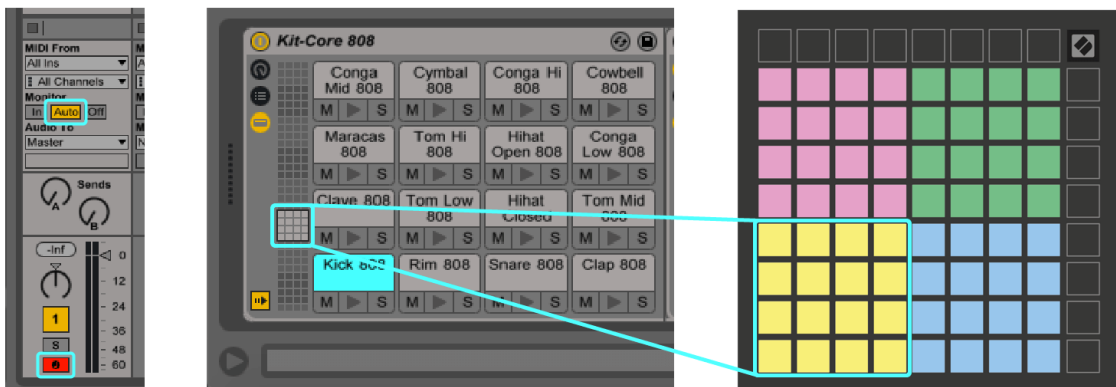 MIDI From
All Ins
All Channels
Monitor
In Auto Off
Audio To
Master
Sends
A
B
-Inf
0
12
24
1
36
S
48
60
Kit-Core 808
Conga Mid 808
Cymbal 808
Conga Hi 808
Cowbell 808
M S M S M S M S
Maracas 808
Tom Hi 808
Hihat Open 808
Conga Low 808
M S M S M S M S
Clave 808
Tom Low 808
Hihat Closed
Tom Mid 808
M S M S M S M S
Kick 808
Rim 808
Snare 808
Clap 808
M S M S M S M S